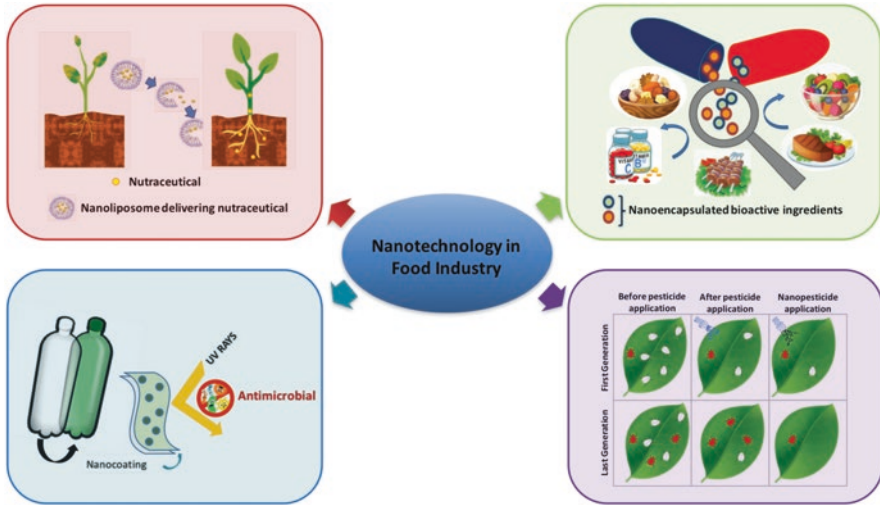 Nutraceutical
Nanoliposome delivering nutraceutical
VITAMIN
C
B
Nanoencapsulated bioactive ingredients
Nanotechnology in
Food Industry
UV RAYS
Antimicrobial
Nanocoating
Before pesticide
application
After pesticide
application
Nanopesticide
application
First Generation
Last Generation